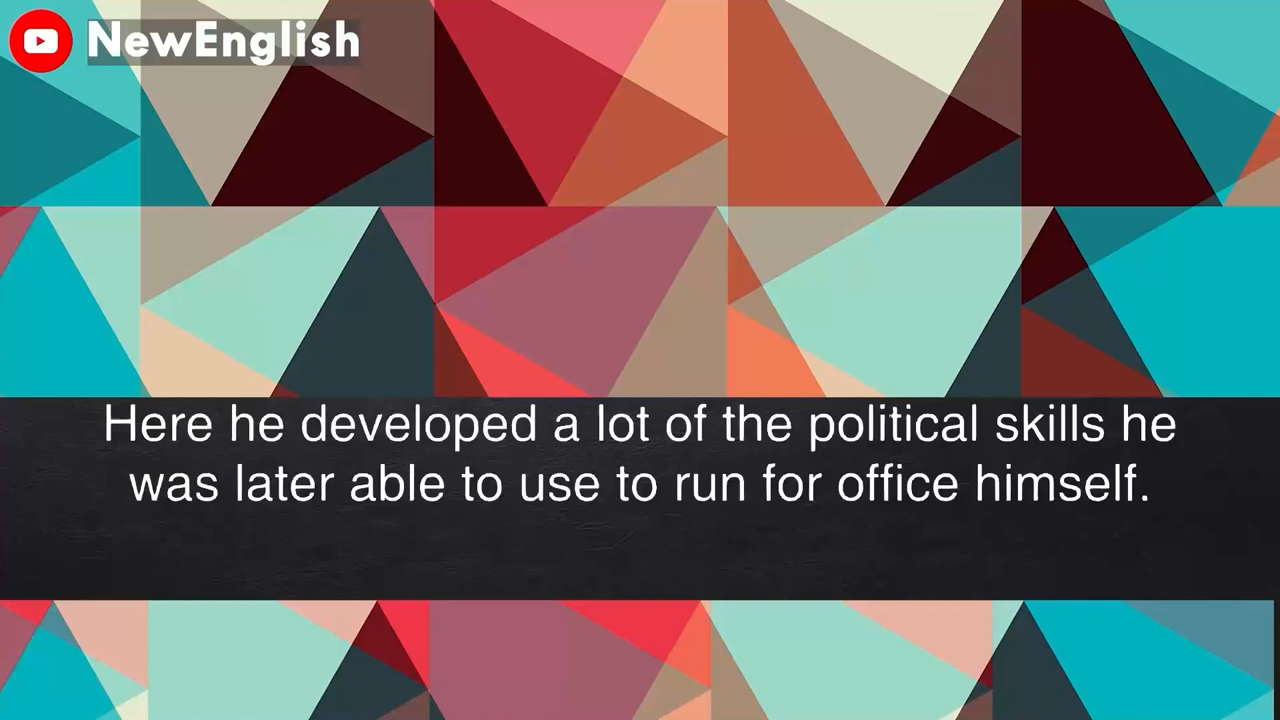 NewEnglish
Here he developed a lot of the political skills he
was later able to use to run for office himself.